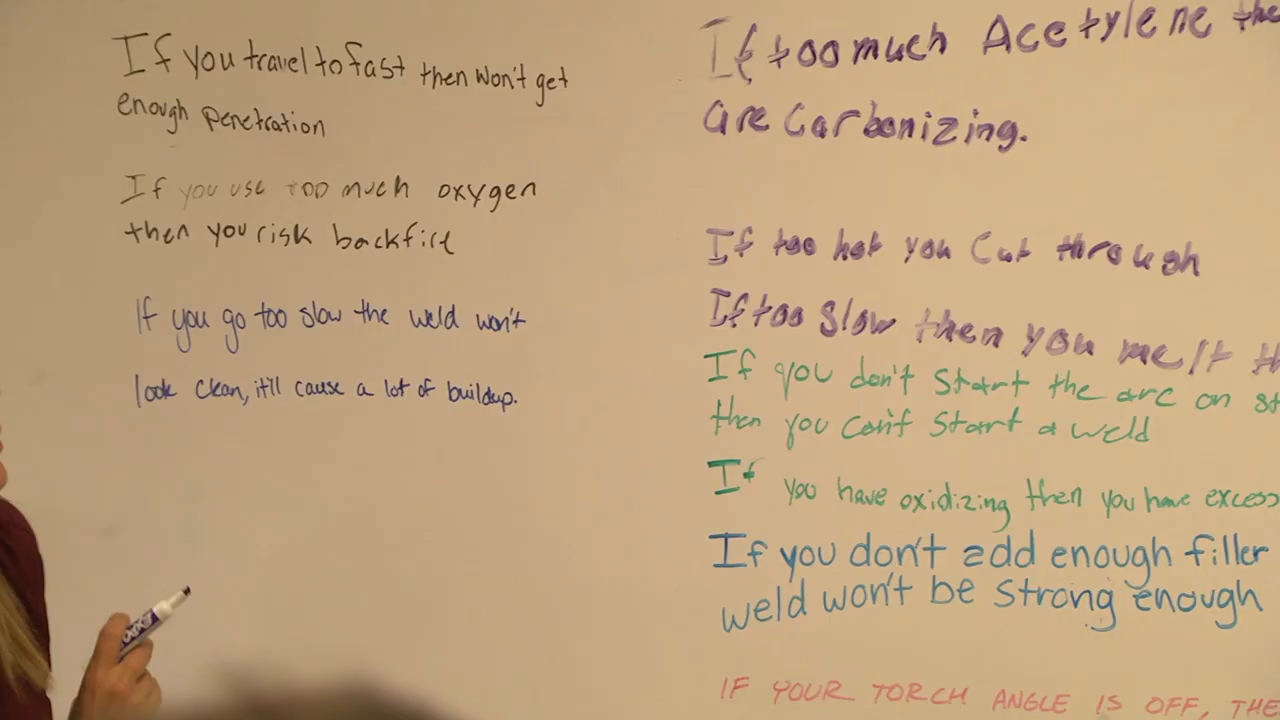 If you travel to fast then won't get
enough penetration
If you use too much oxygen
then you risk backfire
If you go too slow the weld won't
look clean, it'll cause a lot of buildup.
If too much Acetylene the
are Carbonizing.
If too hot you Cut through
If too Slow then you melt th
If you don't Start the arc on st
then you can't Start a weld
If you have oxidizing then you have excess
If you don't add enough filler
weld won't be Strong enough
IF YOUR TORCH ANGLE IS OFF, THE
EXPO